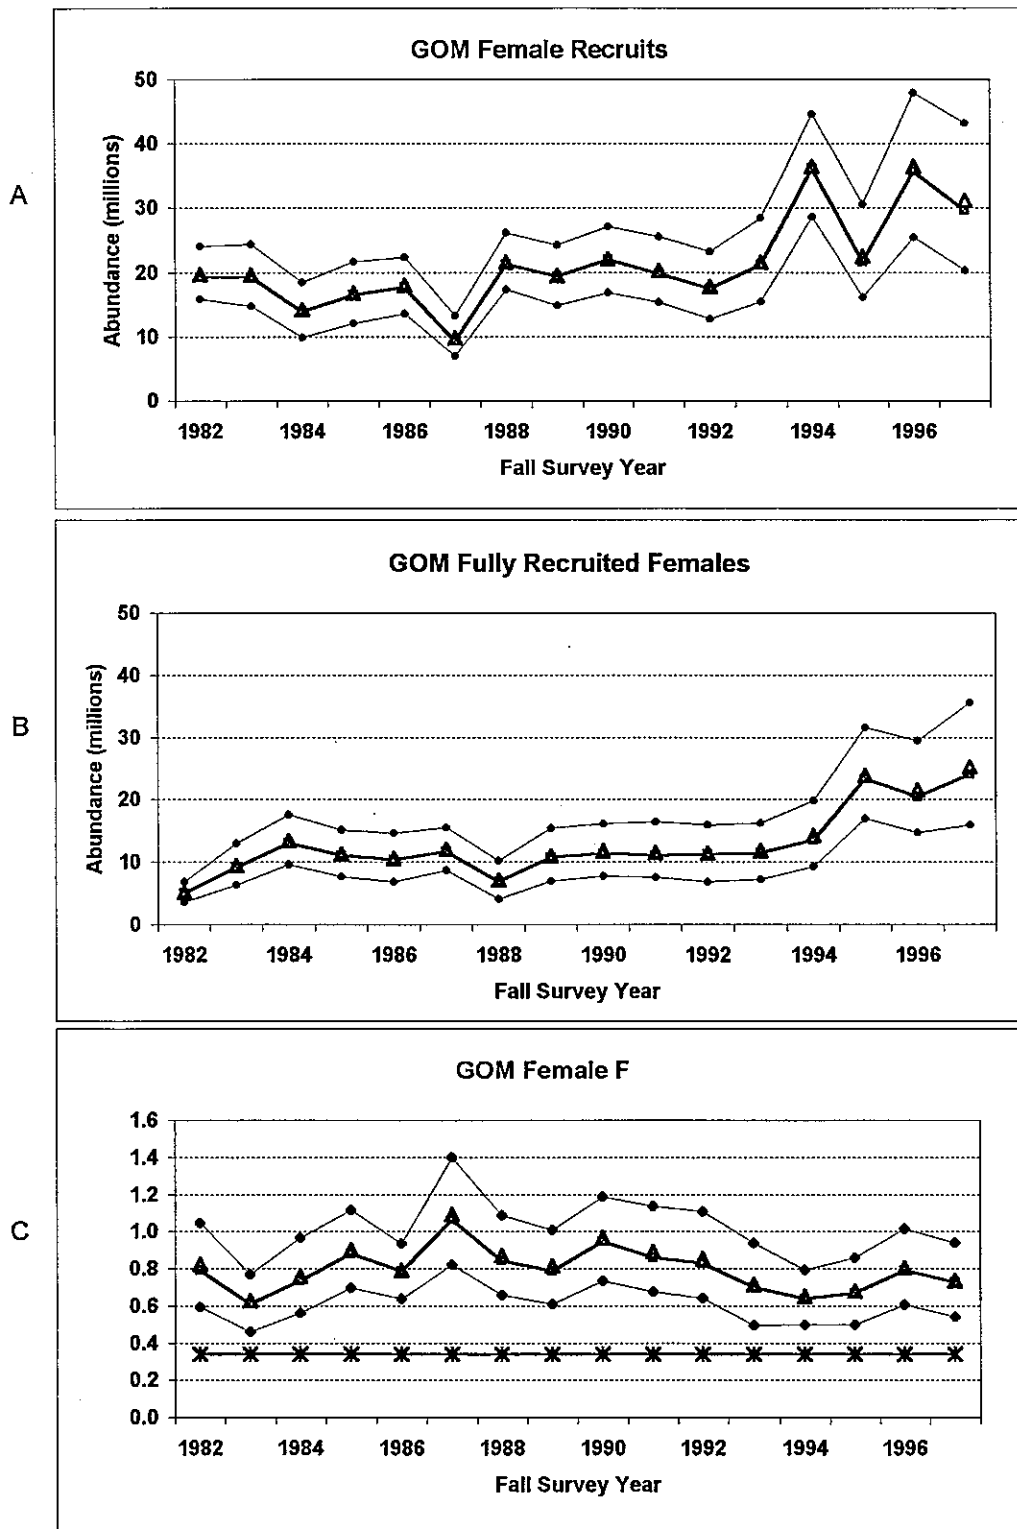 A
GOM Female Recruits
Abundance (millions)
50
40
30
20
10
0
1982 1984 1986 1988 1990 1992 1994 1996
Fall Survey Year
B
GOM Fully Recruited Females
Abundance (millions)
50
40
30
20
10
0
1982 1984 1986 1988 1990 1992 1994 1996
Fall Survey Year
C
GOM Female F
1.6
1.4
1.2
1.0
0.8
0.6
0.4
0.2
0.0
1982 1984 1986 1988 1990 1992 1994 1996
Fall Survey Year